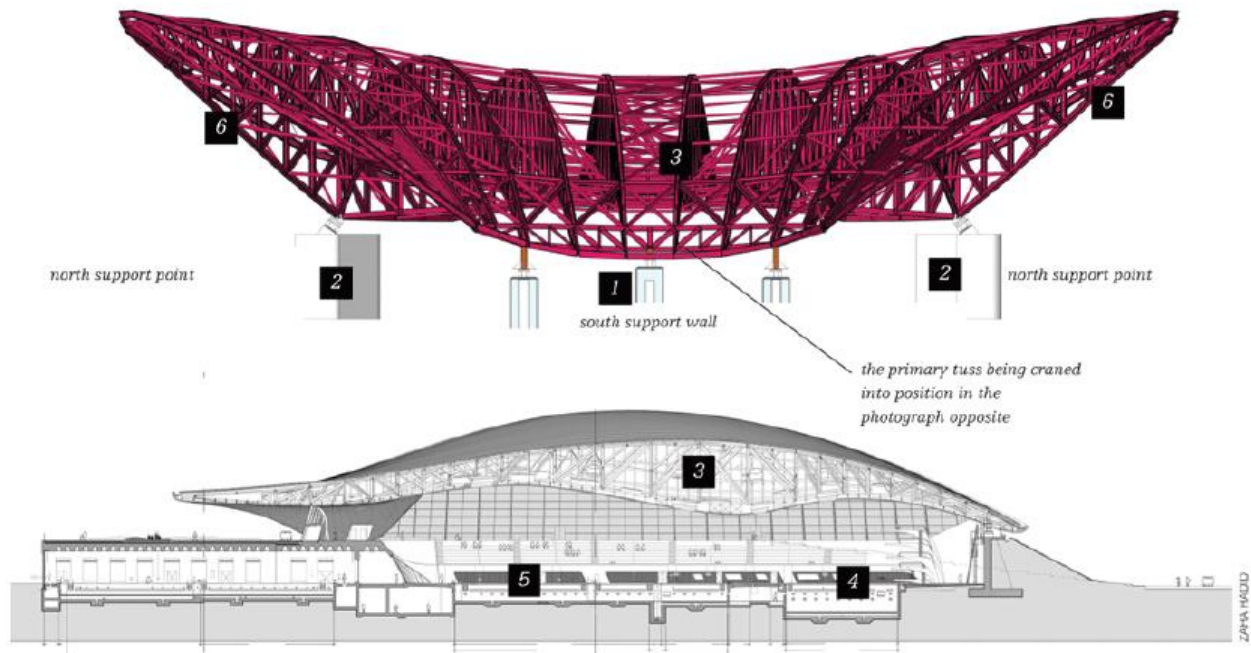 6
6
3
north support point
2
1
2
north support point
south support wall
the primary tuss being craned
into position in the
photograph opposite
3
5
4
ZAHA HADID